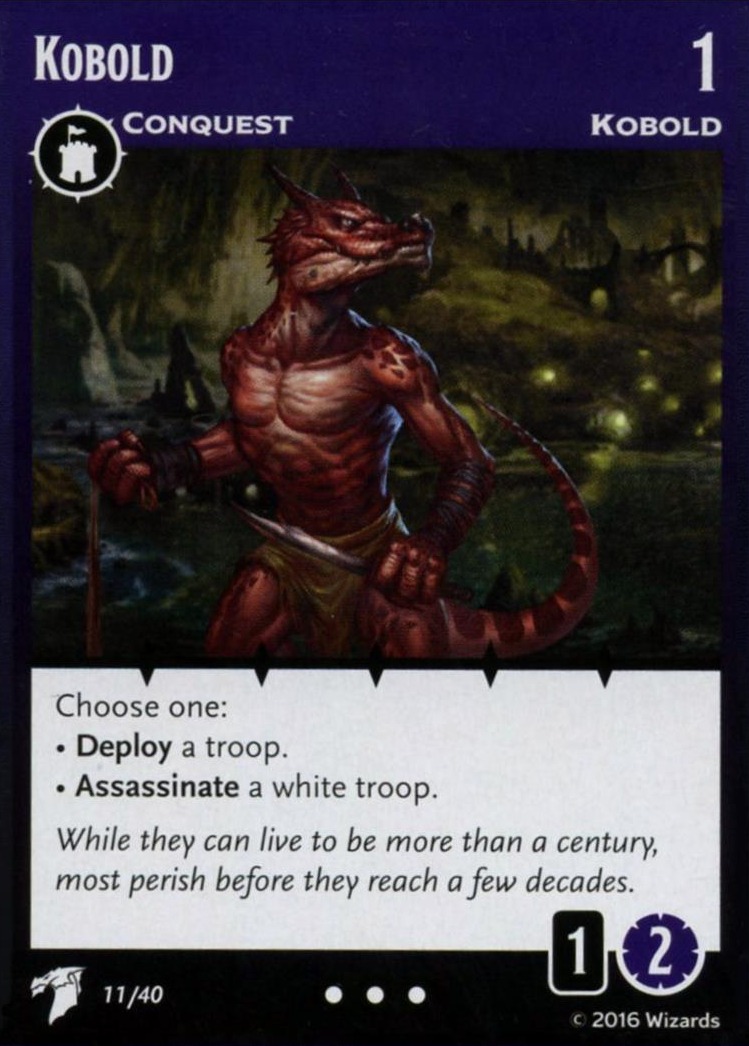 KOBOLD
1
CONQUEST
KOBOLD
Choose one:
• Deploy a troop.
• Assassinate a white troop.
While they can live to be more than a century,
most perish before they reach a few decades.
1
2
11/40
© 2016 Wizards